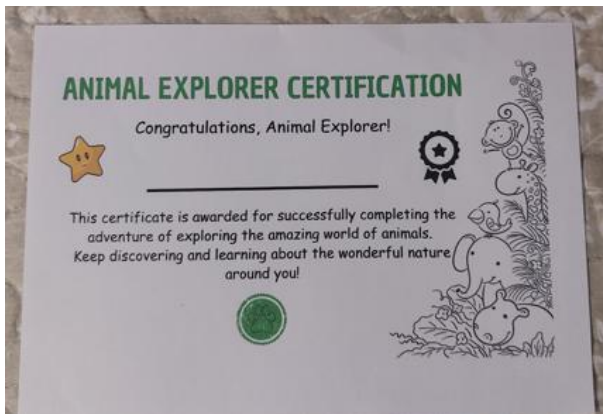 ANIMAL EXPLORER CERTIFICATION
Congratulations, Animal Explorer!
This certificate is awarded for successfully completing the
adventure of exploring the amazing world of animals.
Keep discovering and learning about the wonderful nature
around you!